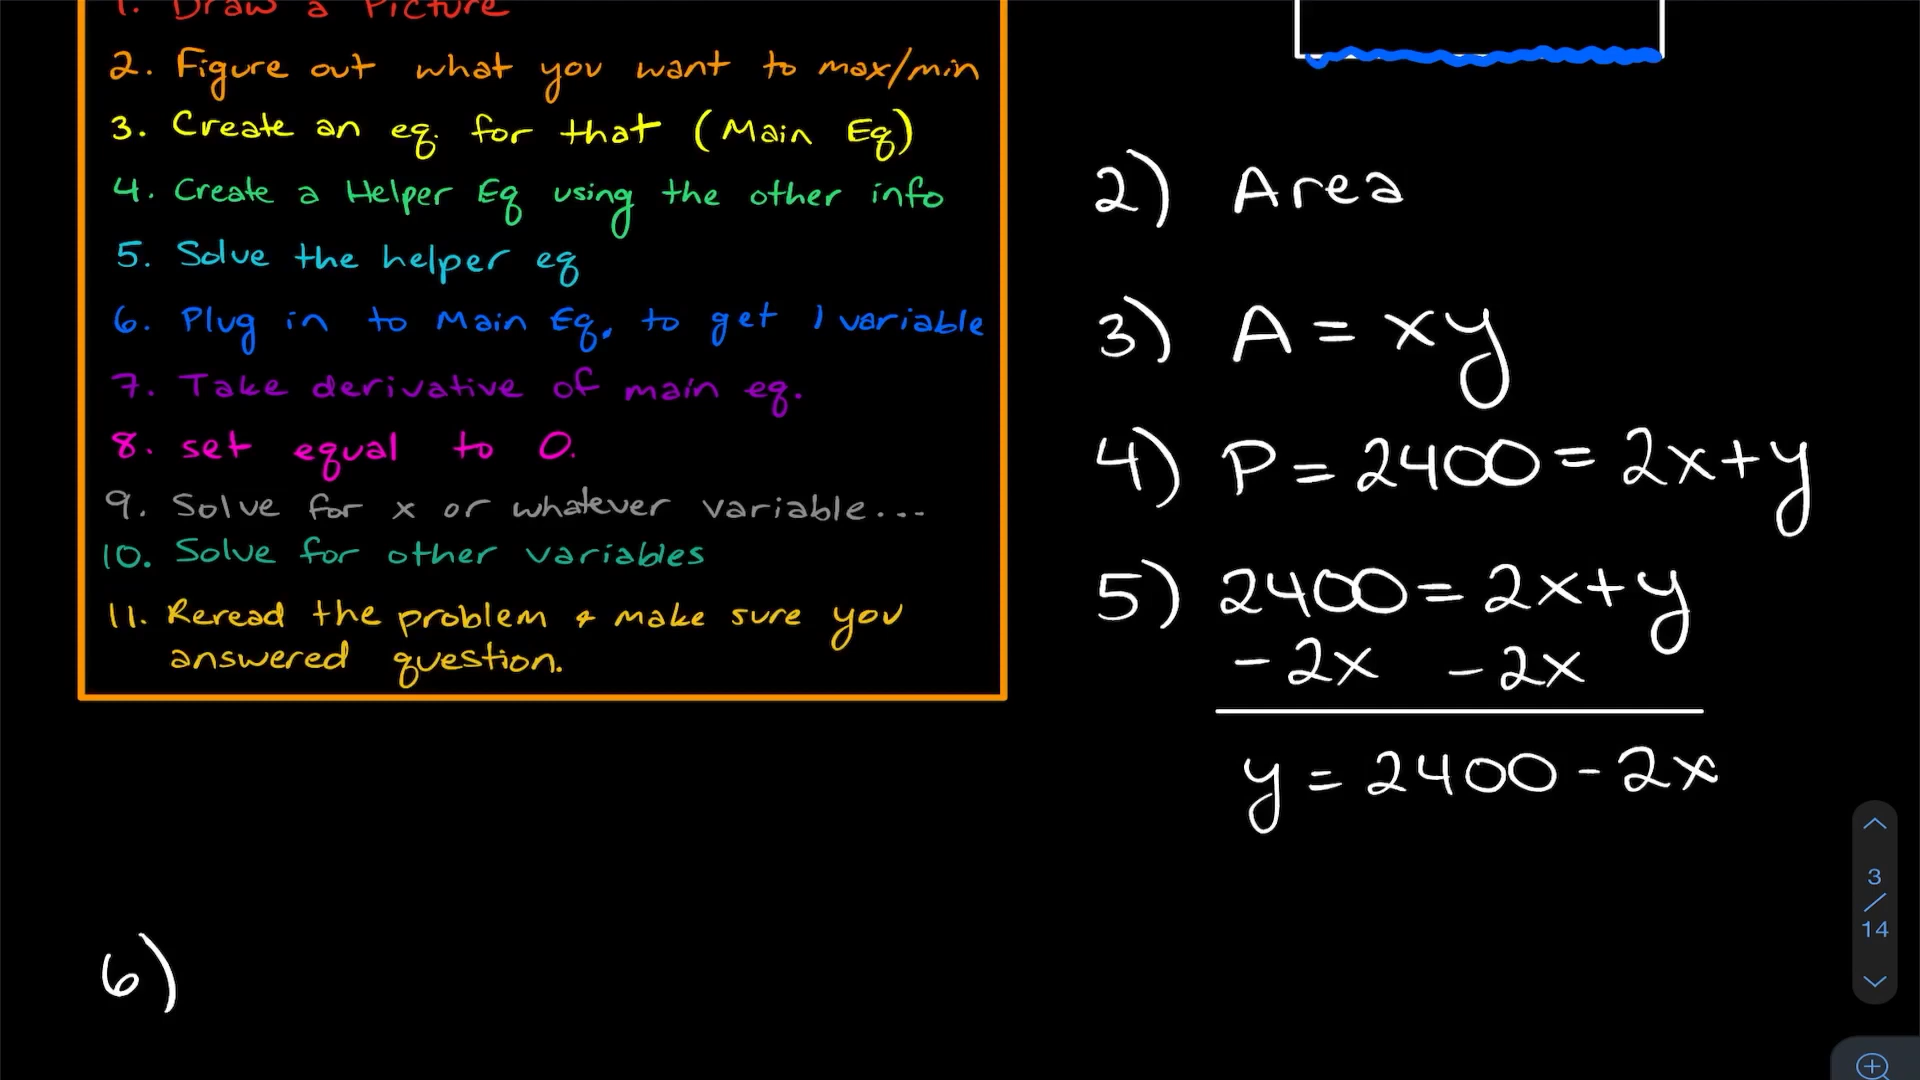 1. Draw a Picture
2. Figure out what you want to max/min
3. Create an eq. for that (Main Eq)
4. Create a Helper Eq using the other info
5. Solve the helper eq
6. Plug in to Main Eq. to get 1 variable
7. Take derivative of main eq.
8. set equal to 0.
9. Solve for x or whatever variable...
10. Solve for other variables
11. Reread the problem & make sure you
answered question.
2) Area
3) A = xy
4) P = 2400 = 2x+y
5) 2400 = 2x+y
-2x -2x
y = 2400 - 2x
6)
3
/
14